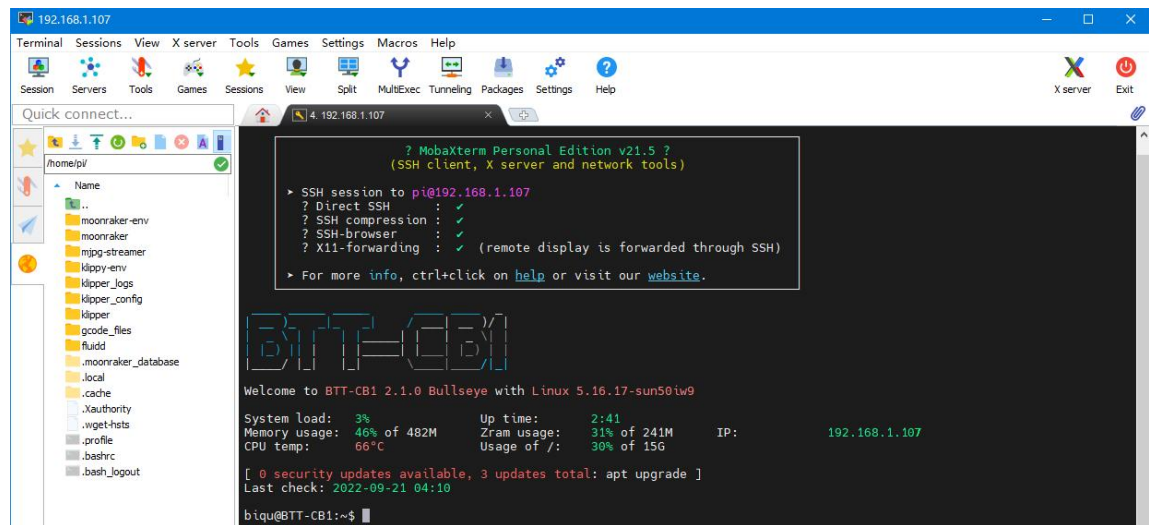 192.168.1.107
Terminal Sessions View X server Tools Games Settings Macros Help
Session Servers Tools Games Sessions View Split MultiExec Tunneling Packages Settings Help X server Exit
Quick connect...
4. 192.168.1.107
/home/pi/
Name
..
moonraker-env
moonraker
mjpg-streamer
klippy-env
klipper_logs
klipper_config
klipper
gcode_files
fluidd
.moonraker_database
.local
.cache
.Xauthority
.wget-hsts
.profile
.bashrc
.bash_logout
? MobaXterm Personal Edition v21.5 ?
(SSH client, X server and network tools)
➤ SSH session to pi@192.168.1.107
? Direct SSH : ✔
? SSH compression : ✔
? SSH-browser : ✔
? X11-forwarding : ✔ (remote display is forwarded through SSH)
➤ For more info, ctrl+click on help or visit our website.
BTT-CB1
Welcome to BTT-CB1 2.1.0 Bullseye with Linux 5.16.17-sun50iw9
System load: 3% Up time: 2:41
Memory usage: 46% of 482M Zram usage: 31% of 241M IP: 192.168.1.107
CPU temp: 66°C Usage of /: 30% of 15G
[ 0 security updates available, 3 updates total: apt upgrade ]
Last check: 2022-09-21 04:10
biqu@BTT-CB1:~$